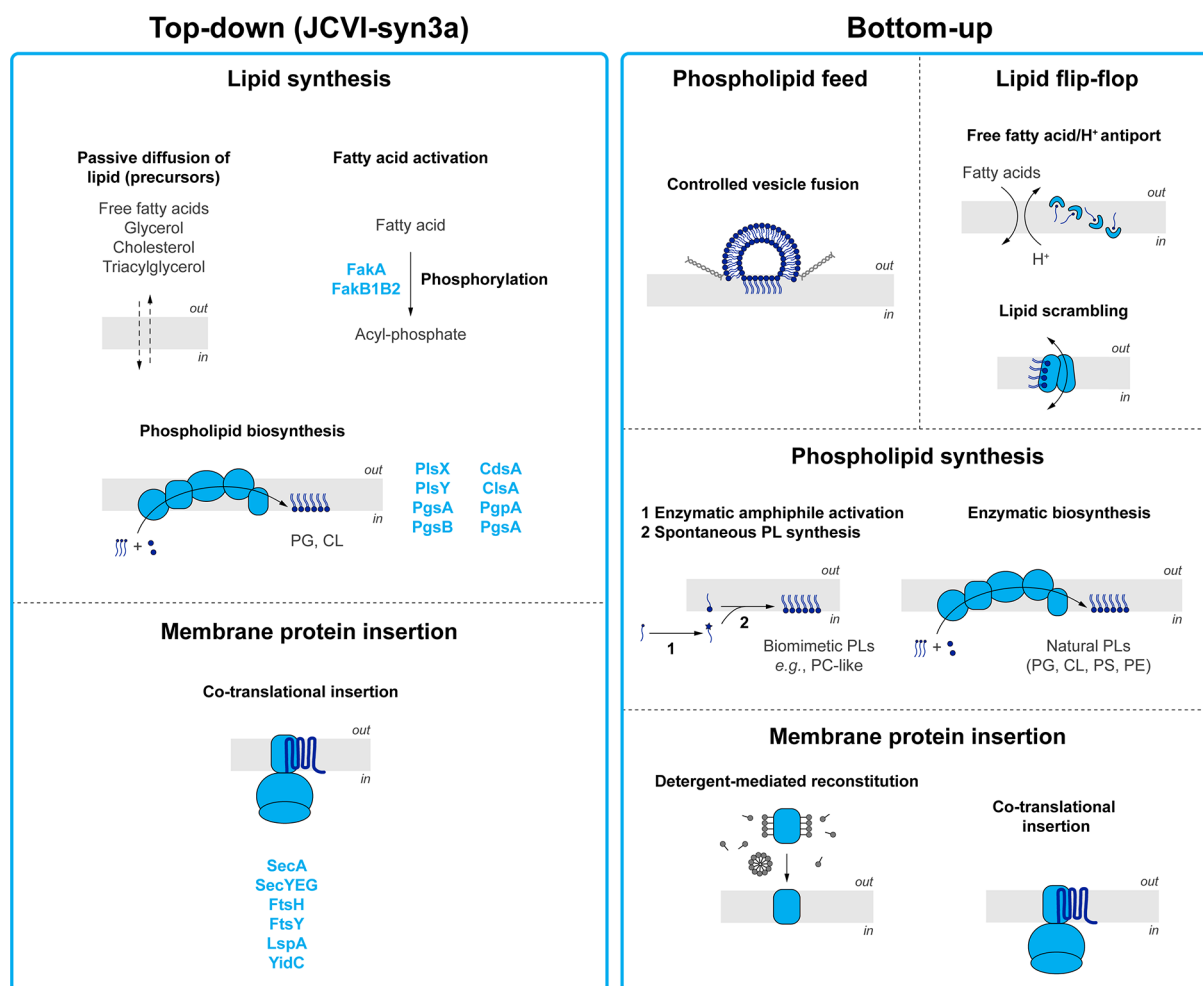 Top-down (JCVI-syn3a)
Lipid synthesis
Passive diffusion of
lipid (precursors)
Free fatty acids
Glycerol
Cholesterol
Triacylglycerol
out
in
Fatty acid activation
Fatty acid
FakA
FakB1B2
Phosphorylation
Acyl-phosphate
Phospholipid biosynthesis
out
in
+
PG, CL
PlsX CdsA
PlsY ClsA
PgsA PgpA
PgsB PgsA
Membrane protein insertion
Co-translational insertion
out
in
SecA
SecYEG
FtsH
FtsY
LspA
YidC
Bottom-up
Phospholipid feed
Controlled vesicle fusion
out
in
Lipid flip-flop
Free fatty acid/H⁺ antiport
Fatty acids
out
in
H⁺
Lipid scrambling
out
in
Phospholipid synthesis
1 Enzymatic amphiphile activation
2 Spontaneous PL synthesis
out
in
1
2
Biomimetic PLs
e.g., PC-like
Enzymatic biosynthesis
out
in
+
Natural PLs
(PG, CL, PS, PE)
Membrane protein insertion
Detergent-mediated reconstitution
out
in
Co-translational
insertion
out
in